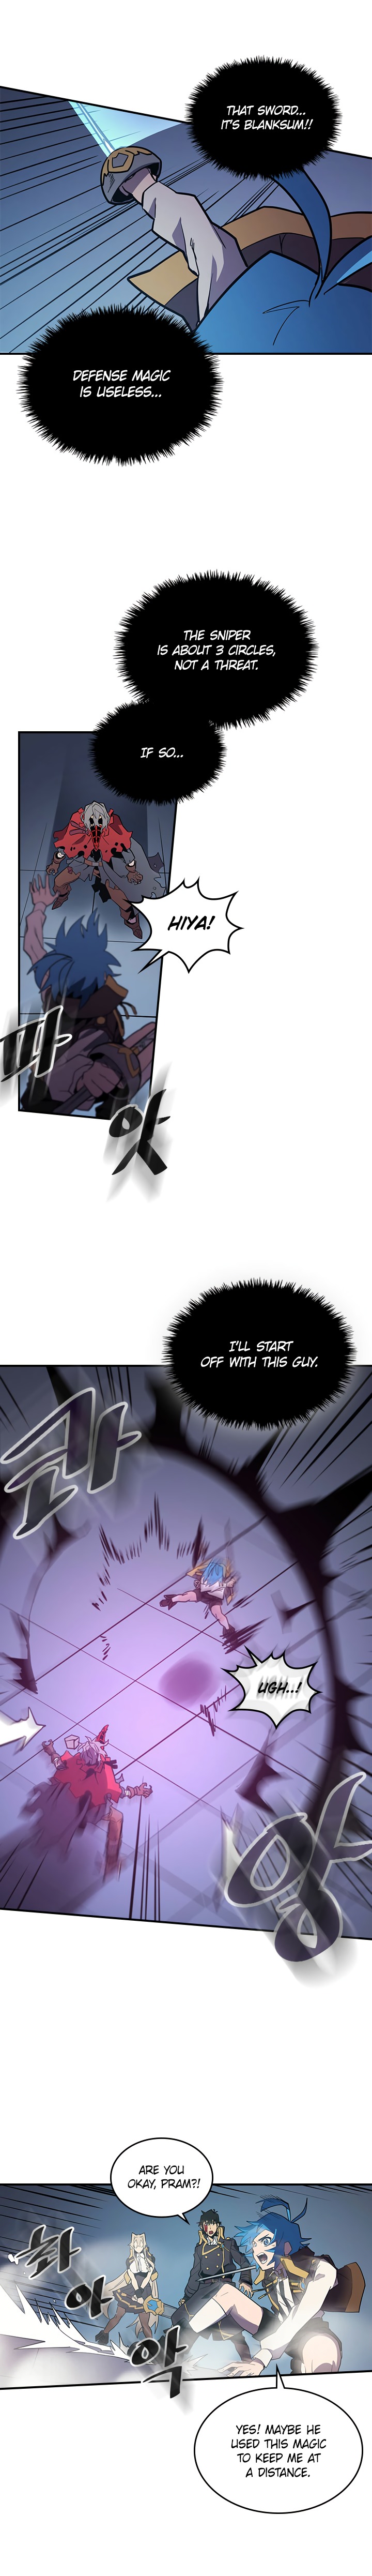 THAT SWORD...
IT'S BLANKSUM!!
DEFENSE MAGIC
IS USELESS...
THE SNIPER
IS ABOUT 3 CIRCLES,
NOT A THREAT.
IF SO...
HIYA!
파
앗
I'LL START
OFF WITH THIS GUY.
콰
UGH..!
앙
ARE YOU
OKAY, PRAM?!
촤
아
악
YES! MAYBE HE
USED THIS MAGIC
TO KEEP ME AT
A DISTANCE.